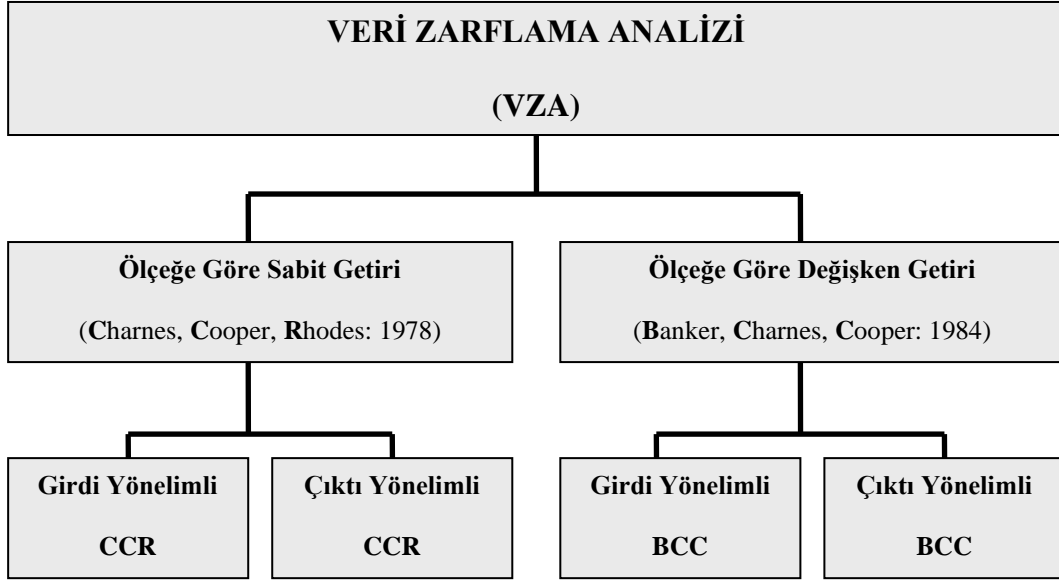 VERİ ZARFLAMA ANALİZİ
(VZA)
Ölçeğe Göre Sabit Getiri
(Charnes, Cooper, Rhodes: 1978)
Ölçeğe Göre Değişken Getiri
(Banker, Charnes, Cooper: 1984)
Girdi Yönelimli
CCR
Çıktı Yönelimli
CCR
Girdi Yönelimli
BCC
Çıktı Yönelimli
BCC